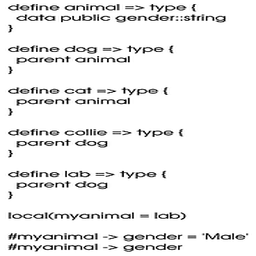 define animal => type {
data public gender::string
}
define dog => type {
parent animal
}
define cat => type {
parent animal
}
define collie => type {
parent dog
}
define lab => type {
parent dog
}
local(myanimal = lab)
#myanimal -> gender = 'Male'
#myanimal -> gender